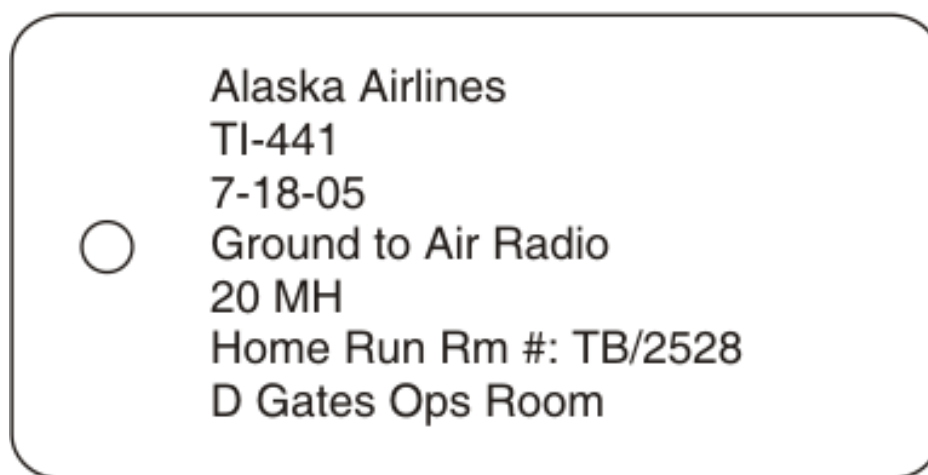 Alaska Airlines
TI-441
7-18-05
Ground to Air Radio
20 MH
Home Run Rm #: TB/2528
D Gates Ops Room